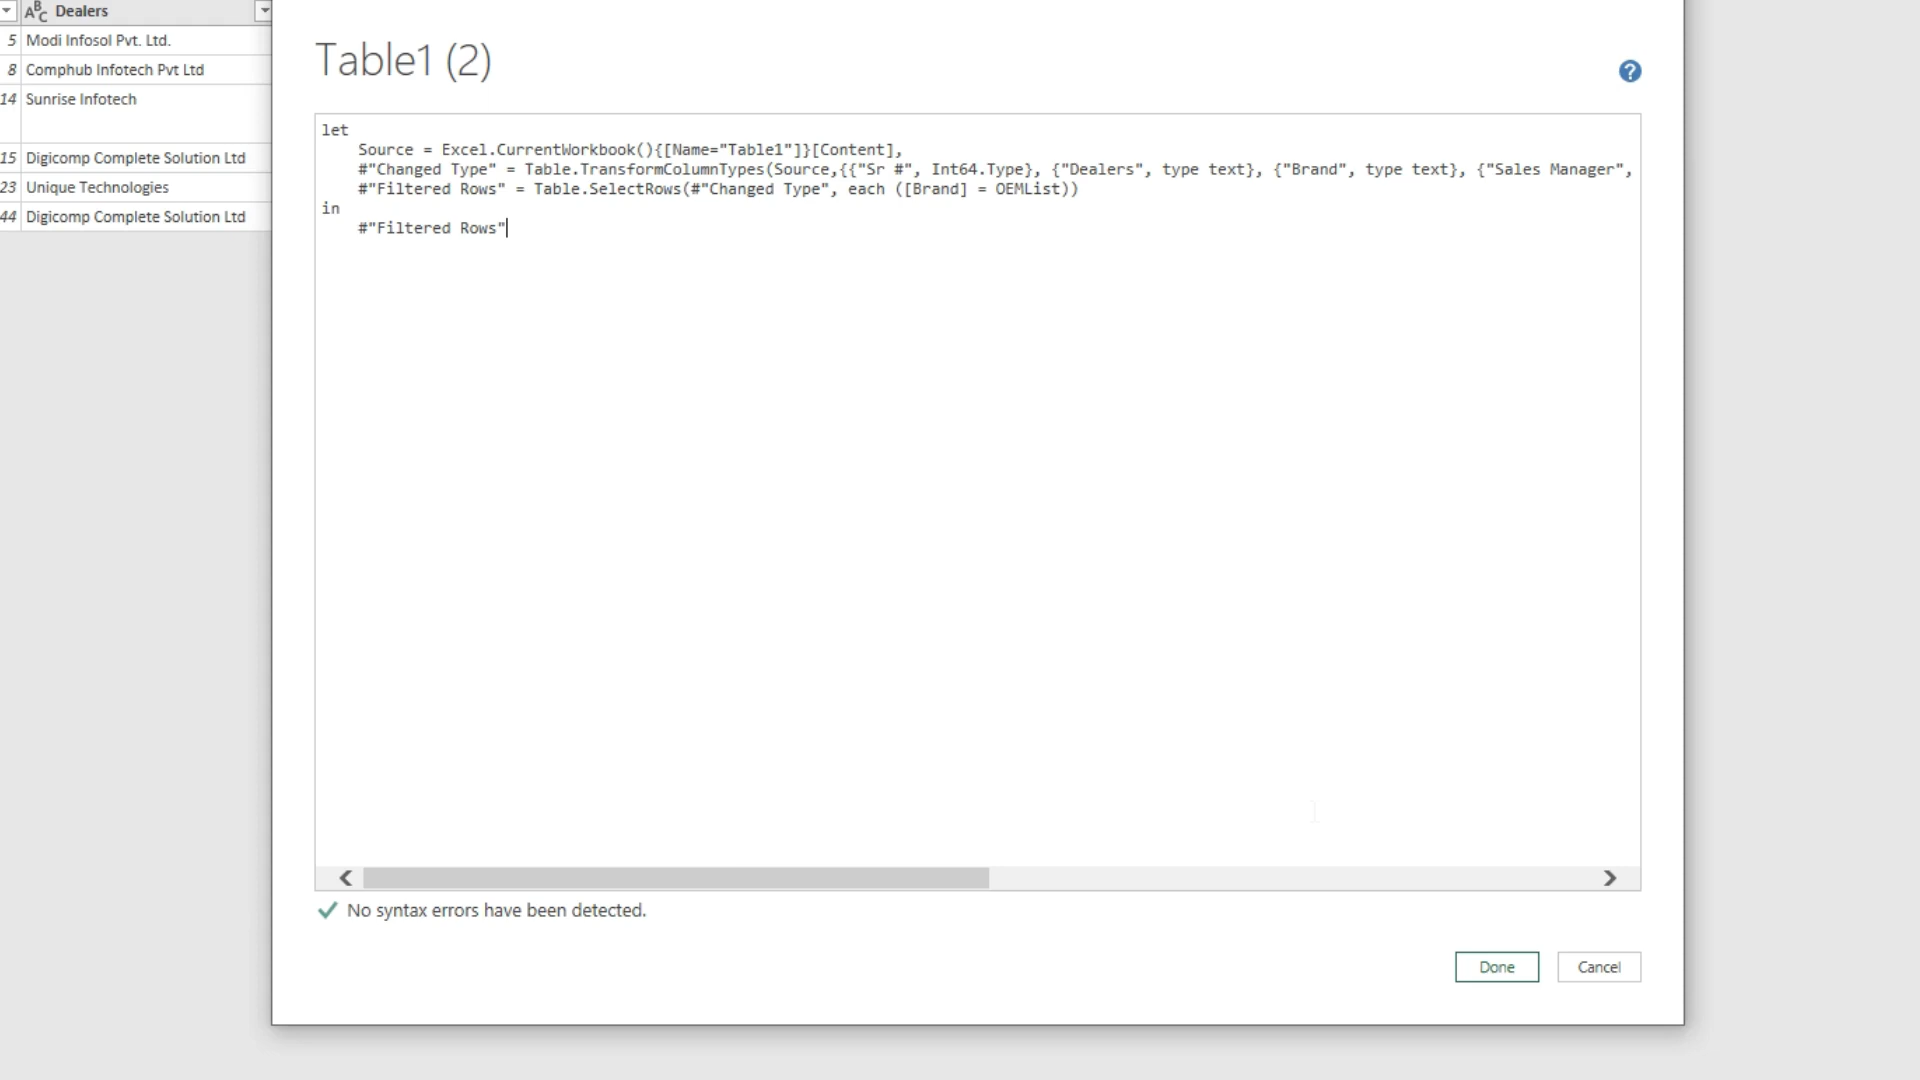 ABC Dealers
5 Modi Infosol Pvt. Ltd.
8 Comphub Infotech Pvt Ltd
14 Sunrise Infotech
15 Digicomp Complete Solution Ltd
23 Unique Technologies
44 Digicomp Complete Solution Ltd
Table1 (2)
?
let
    Source = Excel.CurrentWorkbook(){[Name="Table1"]}[Content],
    #"Changed Type" = Table.TransformColumnTypes(Source,{{"Sr #", Int64.Type}, {"Dealers", type text}, {"Brand", type text}, {"Sales Manager",
    #"Filtered Rows" = Table.SelectRows(#"Changed Type", each ([Brand] = OEMList))
in
    #"Filtered Rows"
No syntax errors have been detected.
Done
Cancel